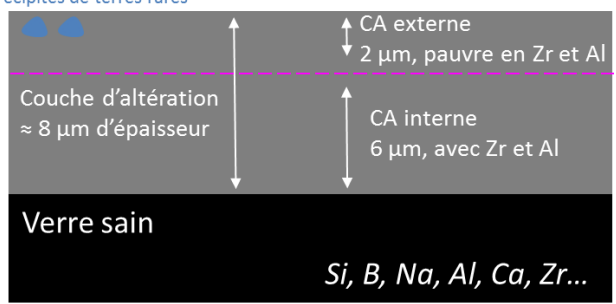 CA externe
2 µm, pauvre en Zr et Al
Couche d'altération
≈ 8 µm d'épaisseur
CA interne
6 µm, avec Zr et Al
Verre sain
Si, B, Na, Al, Ca, Zr...